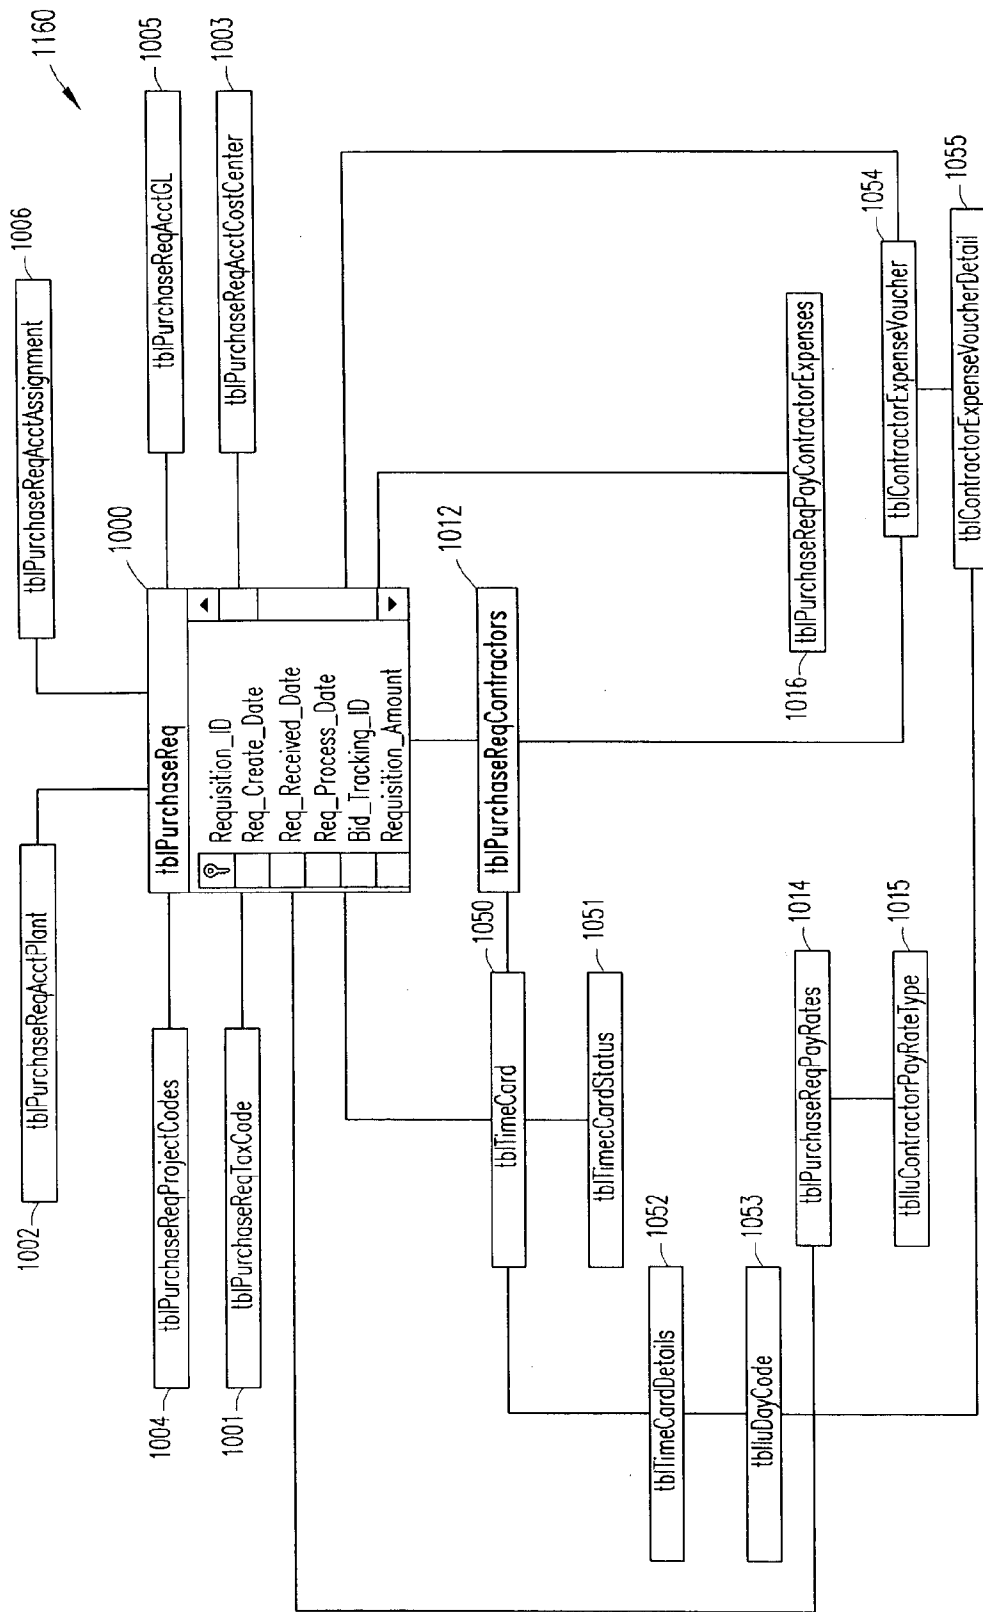 1160
1006
tblPurchaseReqAcctAssignment
tblPurchaseReqAcctPlant
1002
1000
tblPurchaseReq
Requisition_ID
Req_Create_Date
Req_Received_Date
Req_Process_Date
Bid_Tracking_ID
Requisition_Amount
tblPurchaseReqAcctGL
1005
tblPurchaseReqAcctCostCenter
1003
tblPurchaseReqProjectCodes
1004
tblPurchaseReqTaxCode
1001
1012
tblPurchaseReqContractors
1050
tblTimeCard
1051
tblTimecCardStatus
1052
tblTimeCardDetails
1053
tblluDayCode
1014
tblPurchaseReqPayRates
1015
tblluContractorPayRateType
tblPurchaseReqPayContractorExpenses
1016
1054
tblContractorExpenseVoucher
1055
tblContractorExpenseVoucherDetail